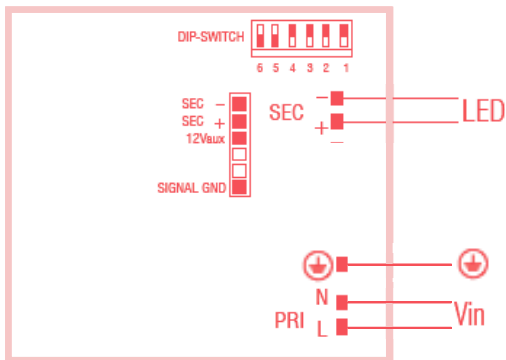 DIP-SWITCH
6 5 4 3 2 1
SEC −
SEC +
12Vaux
SIGNAL GND
SEC
−
+
−
LED
N
PRI
L
Vin